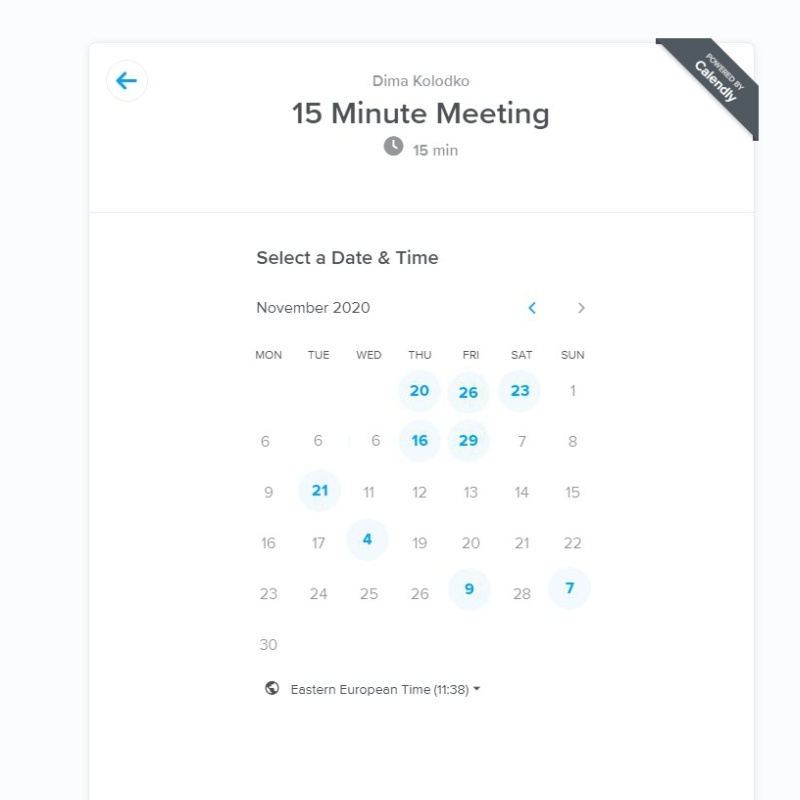 POWERED BY
Calendly
Dima Kolodko
15 Minute Meeting
15 min
Select a Date & Time
November 2020
MON TUE WED THU FRI SAT SUN
20 26 23 1
6 6 6 16 29 7 8
9 21 11 12 13 14 15
16 17 4 19 20 21 22
23 24 25 26 9 28 7
30
Eastern European Time (11:38)